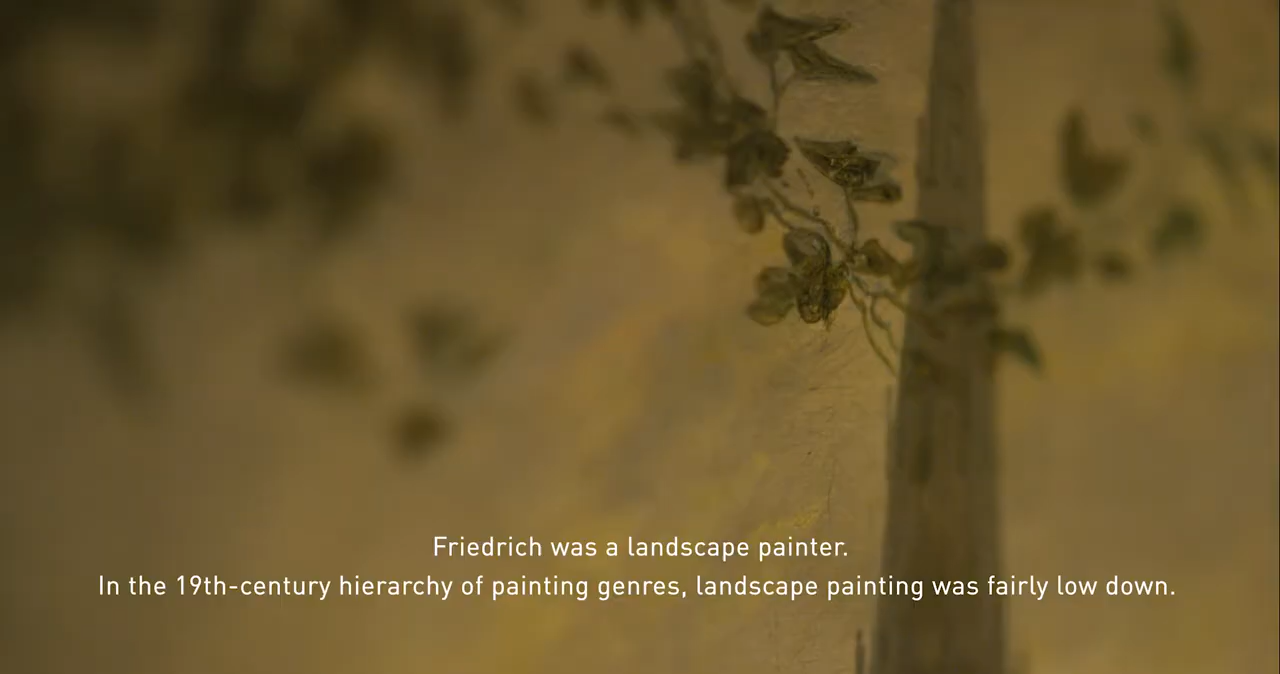 Friedrich was a landscape painter.
In the 19th-century hierarchy of painting genres, landscape painting was fairly low down.